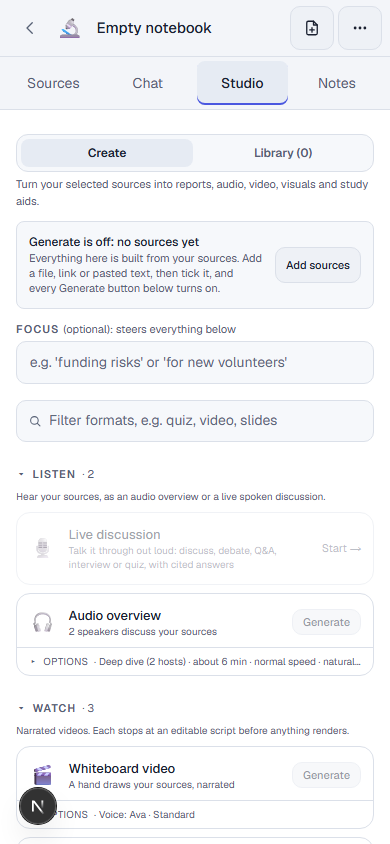 Empty notebook
Sources
Chat
Studio
Notes
Create
Library (0)
Turn your selected sources into reports, audio, video, visuals and study
aids.
Generate is off: no sources yet
Everything here is built from your sources. Add
a file, link or pasted text, then tick it, and
every Generate button below turns on.
Add sources
FOCUS (optional): steers everything below
e.g. 'funding risks' or 'for new volunteers'
Filter formats, e.g. quiz, video, slides
LISTEN · 2
Hear your sources, as an audio overview or a live spoken discussion.
Live discussion
Talk it through out loud: discuss, debate, Q&A,
interview or quiz, with cited answers
Start →
Audio overview
2 speakers discuss your sources
Generate
OPTIONS · Deep dive (2 hosts) · about 6 min · normal speed · natural...
WATCH · 3
Narrated videos. Each stops at an editable script before anything renders.
Whiteboard video
A hand draws your sources, narrated
Generate
N
TIONS · Voice: Ava · Standard